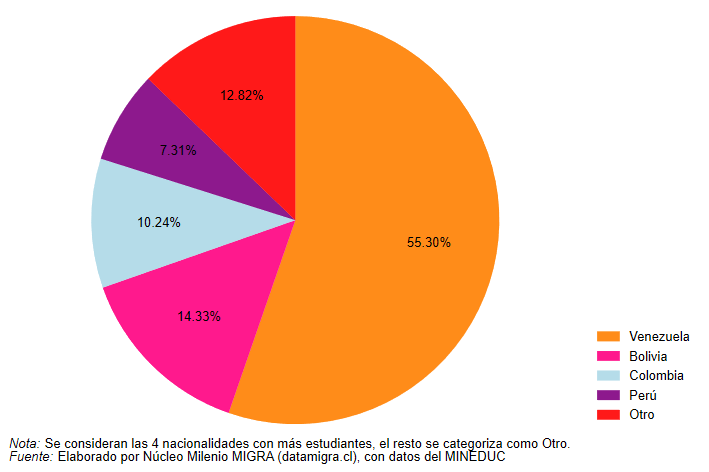 12.82%
7.31%
10.24%
55.30%
14.33%
Venezuela
Bolivia
Colombia
Perú
Otro
Nota: Se consideran las 4 nacionalidades con más estudiantes, el resto se categoriza como Otro.
Fuente: Elaborado por Núcleo Milenio MIGRA (datamigra.cl), con datos del MINEDUC